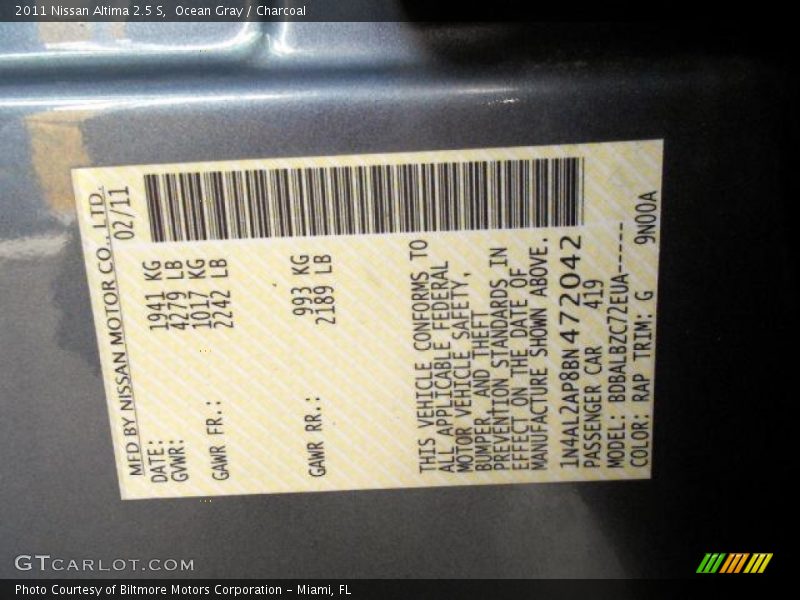 2011 Nissan Altima 2.5 S,  Ocean Gray / Charcoal
MFD BY NISSAN MOTOR CO., LTD.
DATE: 02/11
GVWR: 1941 KG
4279 LB
GAWR FR.: 1017 KG
2242 LB
GAWR RR.: 993 KG
2189 LB
THIS VEHICLE CONFORMS TO
ALL APPLICABLE FEDERAL
MOTOR VEHICLE SAFETY,
BUMPER AND THEFT
PREVENTION STANDARDS IN
EFFECT ON THE DATE OF
MANUFACTURE SHOWN ABOVE.
1N4AL2AP8BN472042
PASSENGER CAR 419
MODEL: BDBALBZC72EUA-----
COLOR: RAP TRIM: G 9N00A
GTCARLOT.COM
Photo Courtesy of Biltmore Motors Corporation – Miami, FL